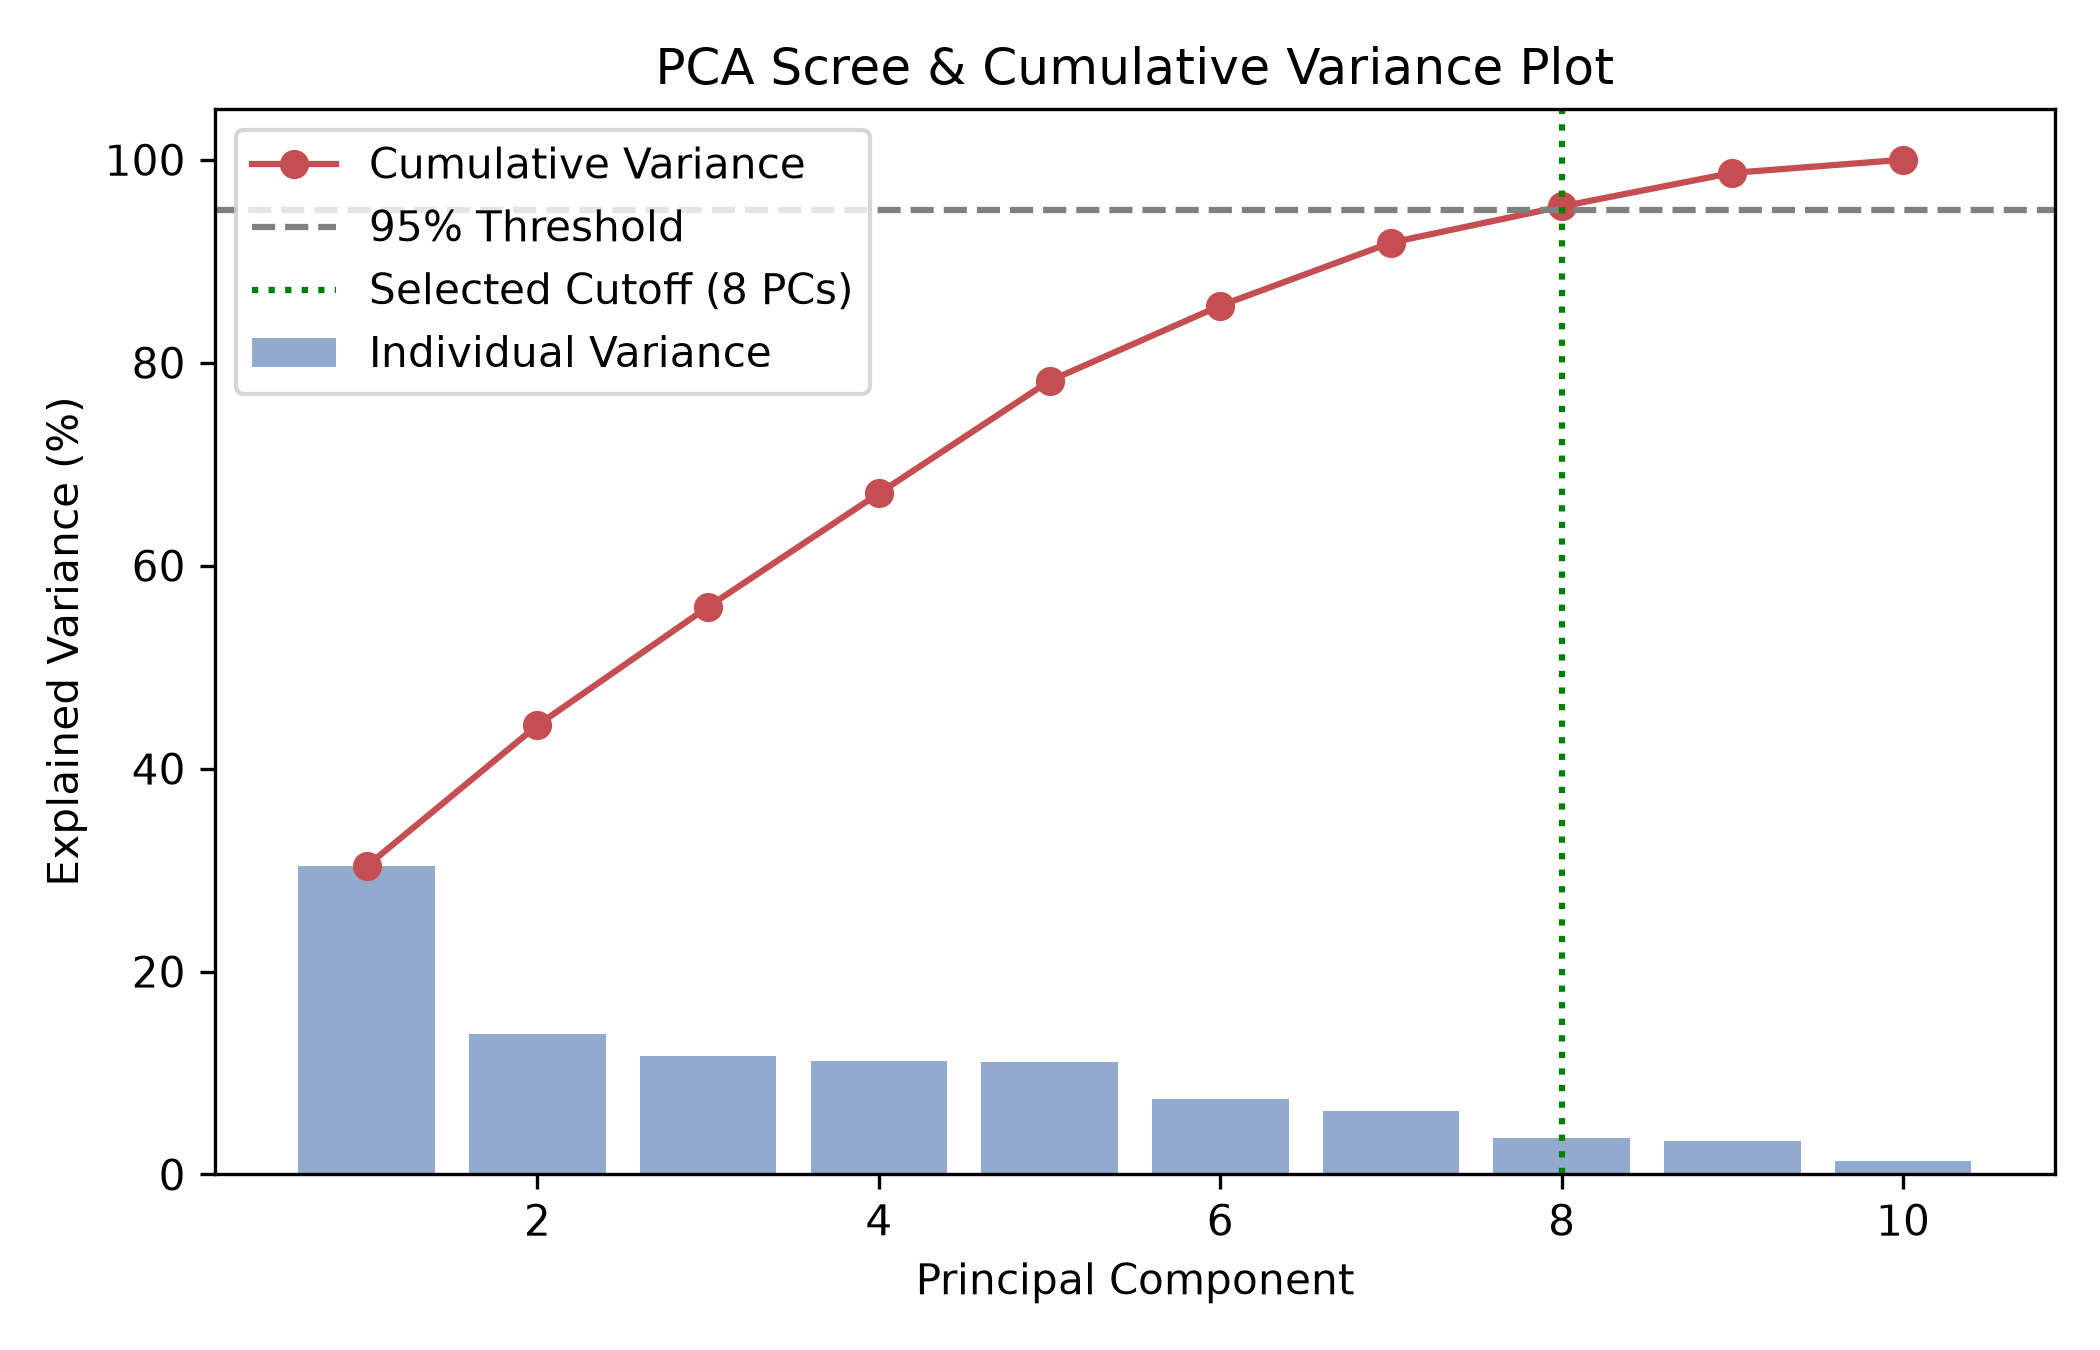 PCA Scree & Cumulative Variance Plot
Cumulative Variance
95% Threshold
Selected Cutoff (8 PCs)
Individual Variance
Explained Variance (%)
100
80
60
40
20
0
2 4 6 8 10
Principal Component